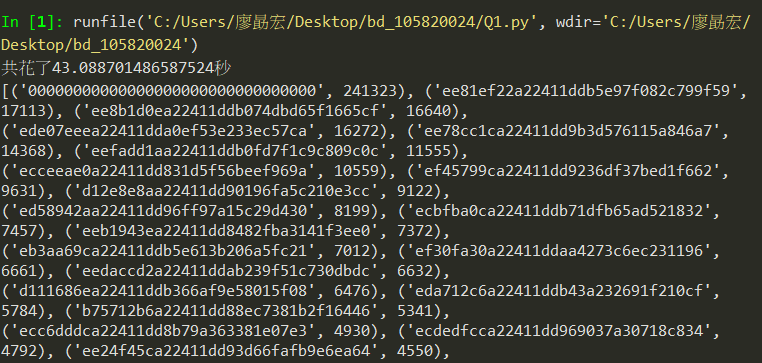 In [1]: runfile('C:/Users/廖勗宏/Desktop/bd_105820024/Q1.py', wdir='C:/Users/廖勗宏/
Desktop/bd_105820024')
共花了43.088701486587524秒
[('00000000000000000000000000000000', 241323), ('ee81ef22a22411ddb5e97f082c799f59',
17113), ('ee8b1d0ea22411ddb074dbd65f1665cf', 16640),
('ede07eeea22411dda0ef53e233ec57ca', 16272), ('ee78cc1ca22411dd9b3d576115a846a7',
14368), ('eefadd1aa22411ddb0fd7f1c9c809c0c', 11555),
('ecceeae0a22411dd831d5f56beef969a', 10559), ('ef45799ca22411dd9236df37bed1f662',
9631), ('d12e8e8aa22411dd90196fa5c210e3cc', 9122),
('ed58942aa22411dd96ff97a15c29d430', 8199), ('ecbfba0ca22411ddb71dfb65ad521832',
7457), ('eeb1943ea22411dd8482fba3141f3ee0', 7372),
('eb3aa69ca22411ddb5e613b206a5fc21', 7012), ('ef30fa30a22411ddaa4273c6ec231196',
6661), ('eedaccd2a22411ddab239f51c730dbdc', 6632),
('d111686ea22411ddb366af9e58015f08', 6476), ('eda712c6a22411ddb43a232691f210cf',
5784), ('b75712b6a22411dd88ec7381b2f16446', 5341),
('ecc6dddca22411dd8b79a363381e07e3', 4930), ('ecdedfcca22411dd969037a30718c834',
4792), ('ee24f45ca22411dd93d66fafb9e6ea64', 4550),